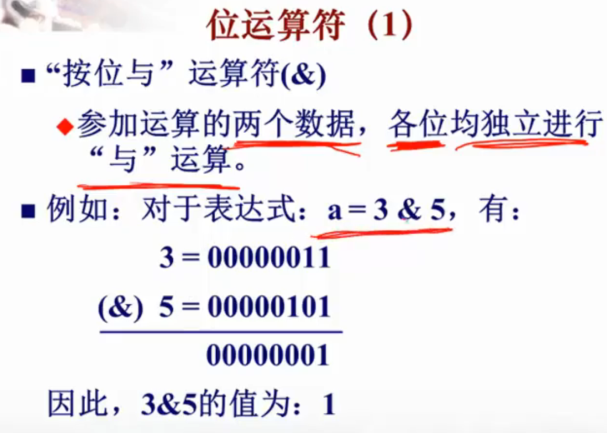 位运算符（1）
■ “按位与”运算符(&)
◆参加运算的两个数据，各位均独立进行
“与”运算。
■ 例如：对于表达式：a = 3 & 5，有：
3 = 00000011
(&) 5 = 00000101
00000001
因此，3&5的值为：1